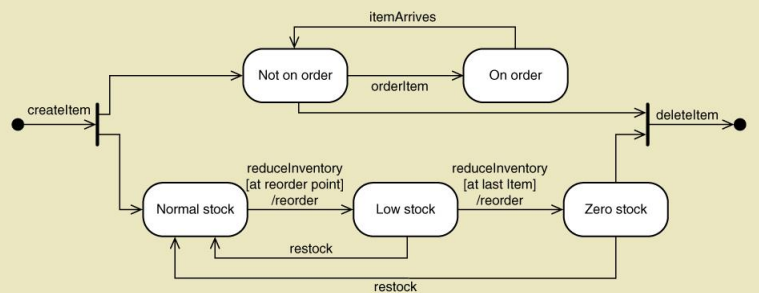 itemArrives
Not on order
On order
orderItem
createItem
deleteItem
reduceInventory
[at reorder point]
/reorder
reduceInventory
[at last Item]
/reorder
Normal stock
Low stock
Zero stock
restock
restock